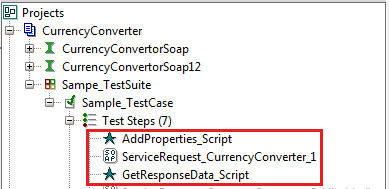 Projects
CurrencyConverter
CurrencyConvertorSoap
CurrencyConvertorSoap12
Sampe_TestSuite
Sample_TestCase
Test Steps (7)
AddProperties_Script
ServiceRequest_CurrencyConverter_1
GetResponseData_Script